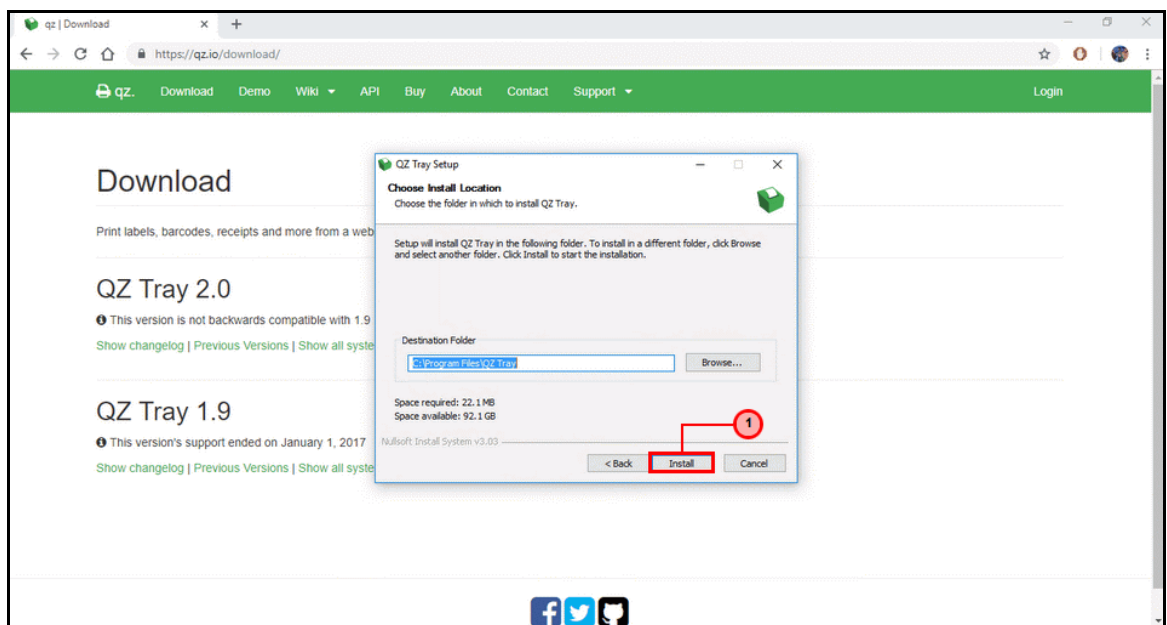 qz | Download
https://qz.io/download/
qz. Download Demo Wiki API Buy About Contact Support Login
Download
Print labels, barcodes, receipts and more from a web
QZ Tray 2.0
This version is not backwards compatible with 1.9
Show changelog | Previous Versions | Show all syste
QZ Tray 1.9
This version's support ended on January 1, 2017
Show changelog | Previous Versions | Show all syste
QZ Tray Setup
Choose Install Location
Choose the folder in which to install QZ Tray.
Setup will install QZ Tray in the following folder. To install in a different folder, click Browse
and select another folder. Click Install to start the installation.
Destination Folder
C:\Program Files\QZ Tray
Browse...
Space required: 22.1 MB
Space available: 92.1 GB
1
Nullsoft Install System v3.03
< Back Install Cancel